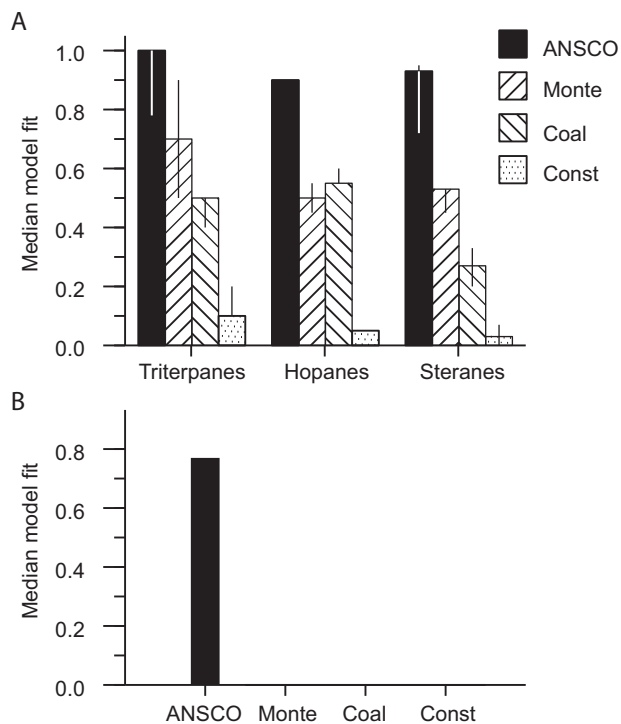 A
1.0
0.8
0.6
0.4
0.2
0.0
Median model fit
Triterpanes Hopanes Steranes
ANSCO
Monte
Coal
Const
B
0.8
0.6
0.4
0.2
0.0
Median model fit
ANSCO Monte Coal Const